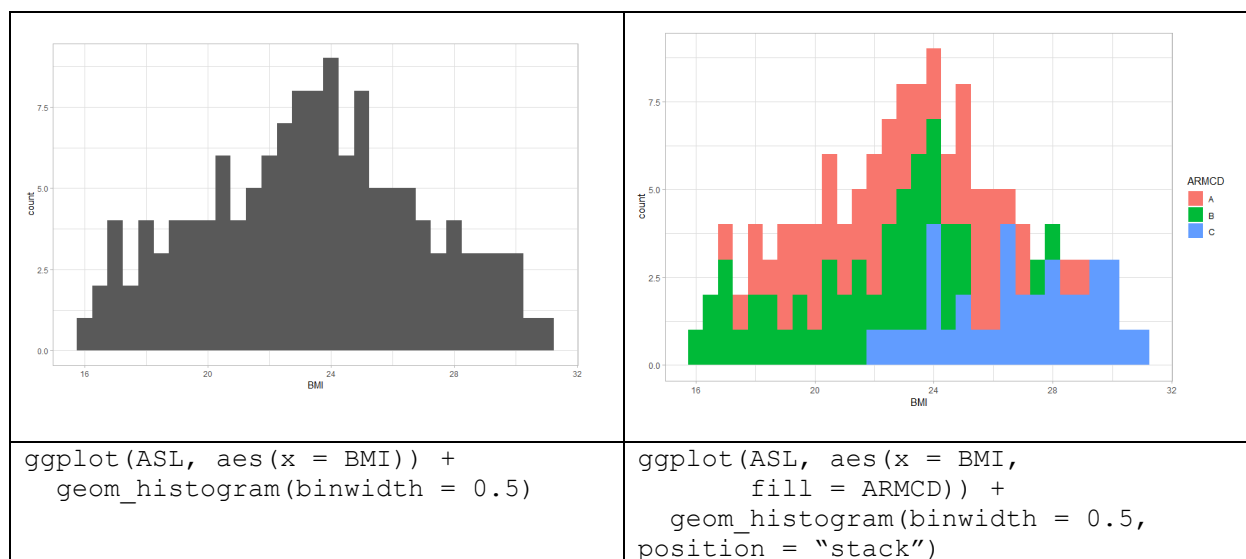 7.5
5.0
2.5
0.0
count
16
20
24
28
32
BMI
7.5
5.0
2.5
0.0
count
16
20
24
28
32
BMI
ARMCD
A
B
C
ggplot(ASL, aes(x = BMI)) +
geom_histogram(binwidth = 0.5)
ggplot(ASL, aes(x = BMI,
fill = ARMCD)) +
geom_histogram(binwidth = 0.5,
position = “stack”)